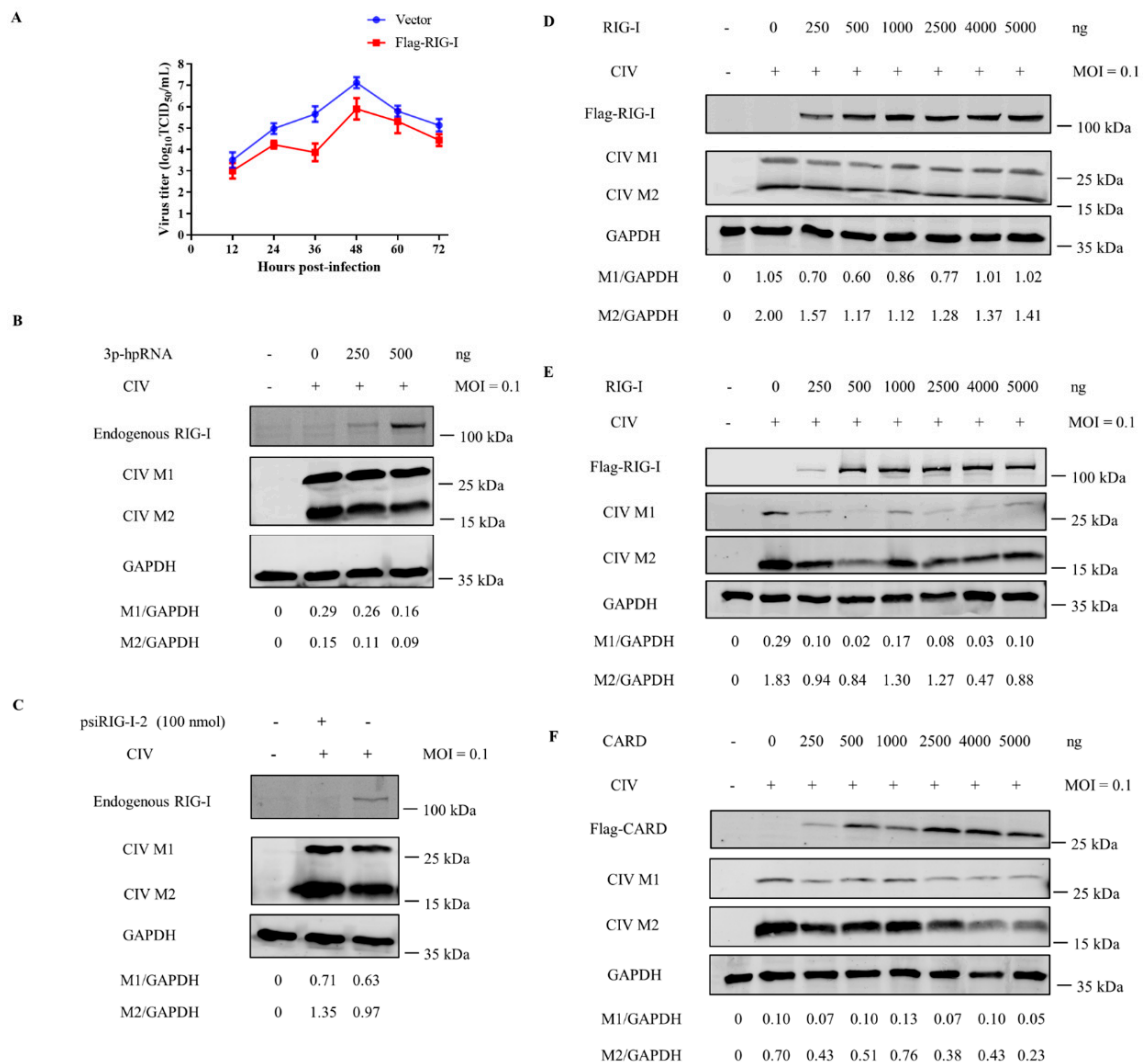 A
Vector
Flag-RIG-I
Virus titer (log10TCID50/mL)
8
7
6
5
4
3
2
1
0
0 12 24 36 48 60 72
Hours post-infection
B
3p-hpRNA - 0 250 500 ng
CIV - + + + MOI = 0.1
Endogenous RIG-I
100 kDa
CIV M1
25 kDa
CIV M2
15 kDa
GAPDH
35 kDa
M1/GAPDH 0 0.29 0.26 0.16
M2/GAPDH 0 0.15 0.11 0.09
C
psiRIG-I-2 (100 nmol) - + -
CIV - + + MOI = 0.1
Endogenous RIG-I
100 kDa
CIV M1
25 kDa
CIV M2
15 kDa
GAPDH
35 kDa
M1/GAPDH 0 0.71 0.63
M2/GAPDH 0 1.35 0.97
D
RIG-I - 0 250 500 1000 2500 4000 5000 ng
CIV - + + + + + + + MOI = 0.1
Flag-RIG-I
100 kDa
CIV M1
25 kDa
CIV M2
15 kDa
GAPDH
35 kDa
M1/GAPDH 0 1.05 0.70 0.60 0.86 0.77 1.01 1.02
M2/GAPDH 0 2.00 1.57 1.17 1.12 1.28 1.37 1.41
E
RIG-I - 0 250 500 1000 2500 4000 5000 ng
CIV - + + + + + + + MOI = 0.1
Flag-RIG-I
100 kDa
CIV M1
25 kDa
CIV M2
15 kDa
GAPDH
35 kDa
M1/GAPDH 0 0.29 0.10 0.02 0.17 0.08 0.03 0.10
M2/GAPDH 0 1.83 0.94 0.84 1.30 1.27 0.47 0.88
F
CARD - 0 250 500 1000 2500 4000 5000 ng
CIV - + + + + + + + MOI = 0.1
Flag-CARD
25 kDa
CIV M1
25 kDa
CIV M2
15 kDa
GAPDH
35 kDa
M1/GAPDH 0 0.10 0.07 0.10 0.13 0.07 0.10 0.05
M2/GAPDH 0 0.70 0.43 0.51 0.76 0.38 0.43 0.23